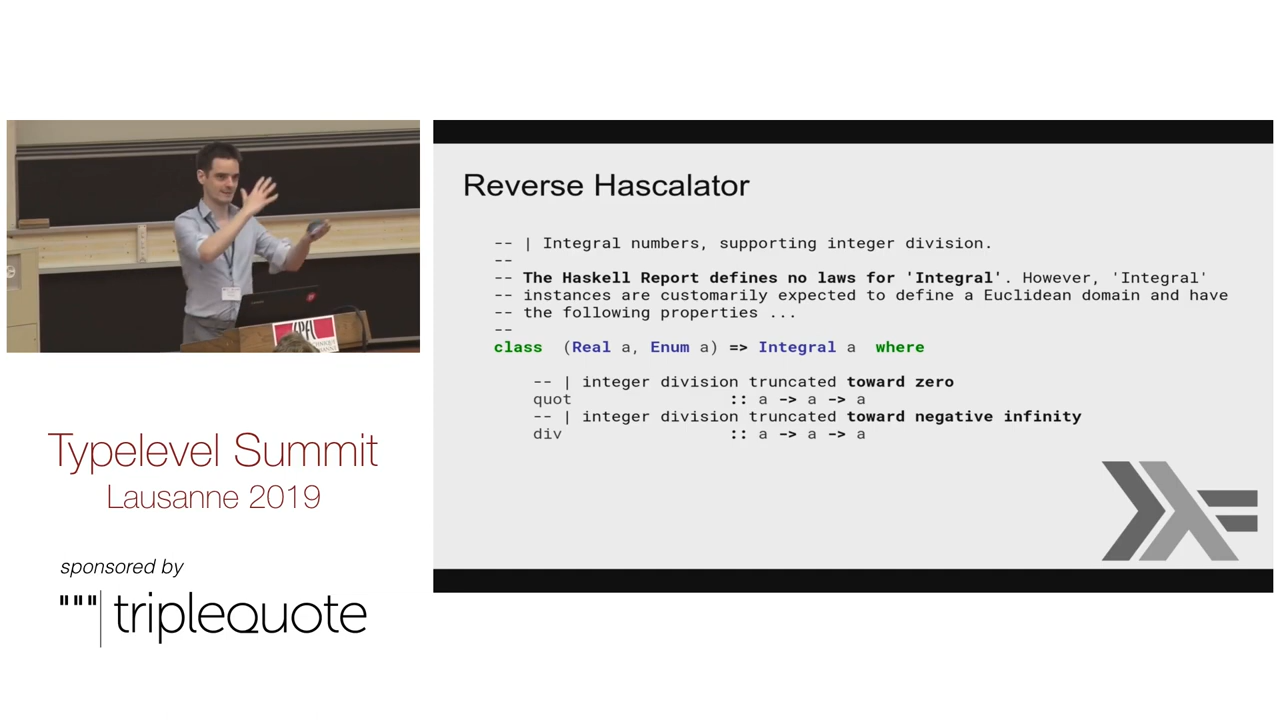 Reverse Hascalator
-- | Integral numbers, supporting integer division.
--
-- The Haskell Report defines no laws for 'Integral'. However, 'Integral'
-- instances are customarily expected to define a Euclidean domain and have
-- the following properties ...
--
class (Real a, Enum a) => Integral a where
-- | integer division truncated toward zero
quot :: a -> a -> a
-- | integer division truncated toward negative infinity
div :: a -> a -> a
Typelevel Summit
Lausanne 2019
sponsored by
"""|triplequote